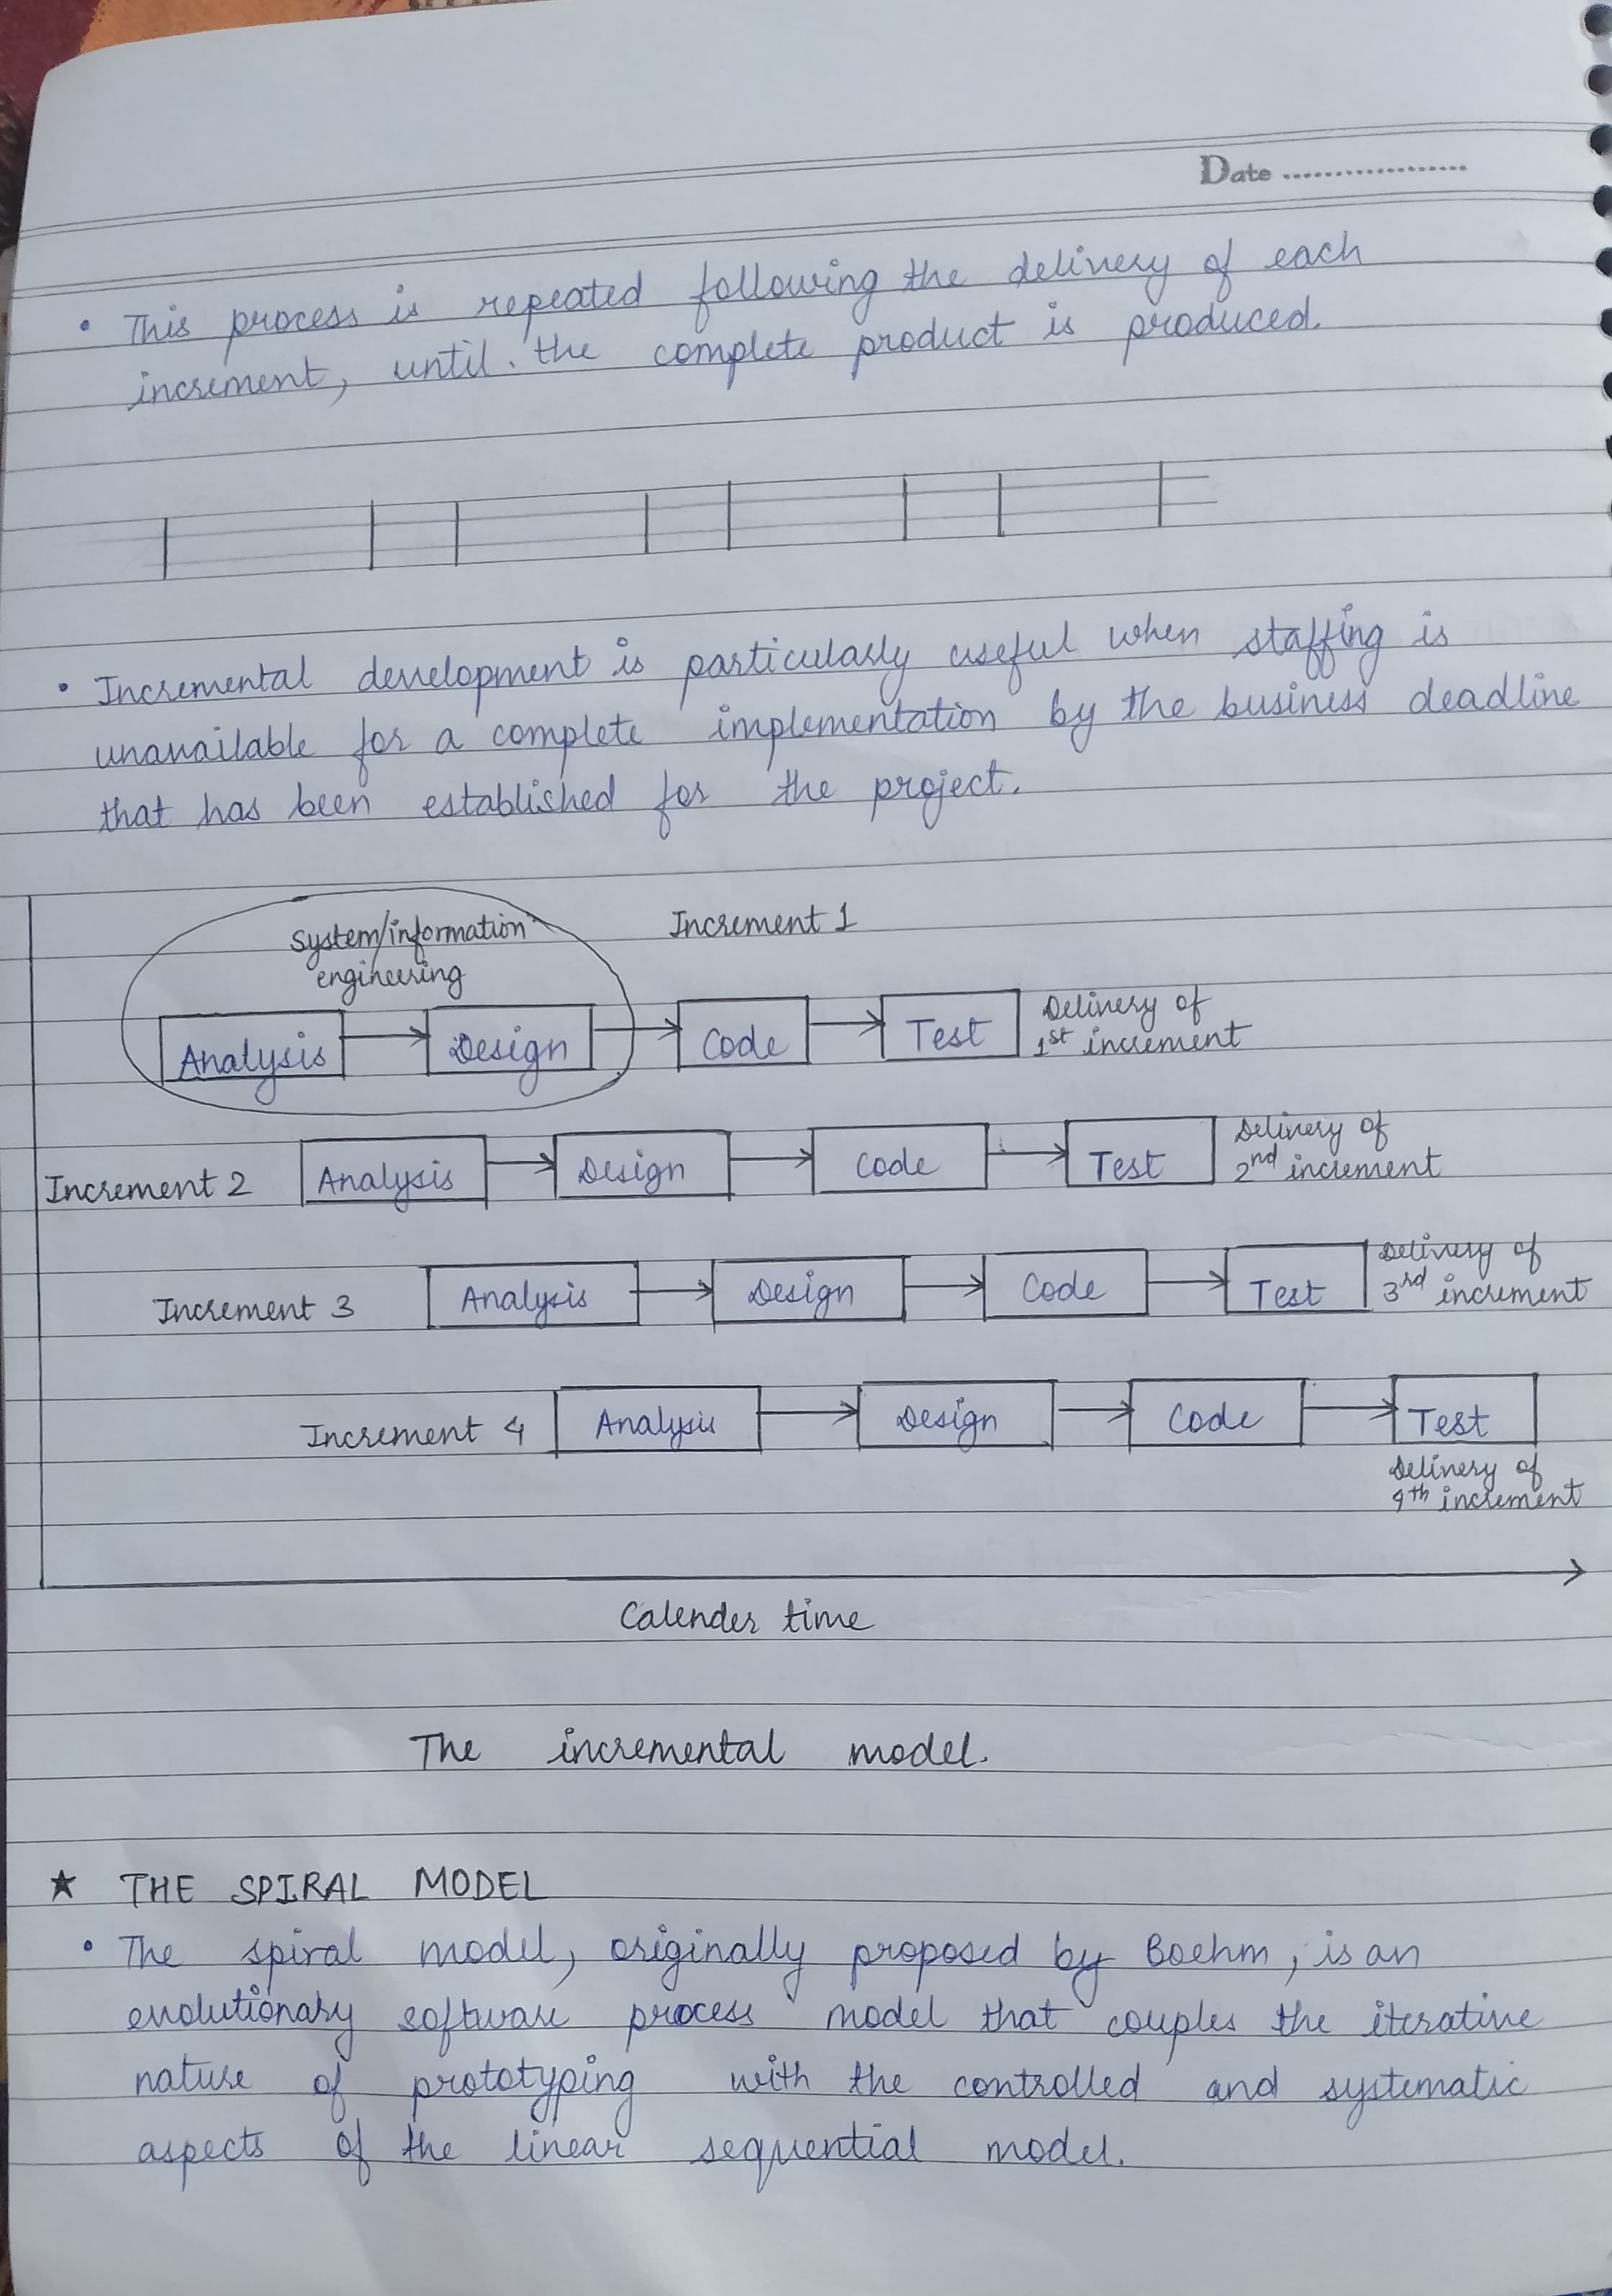 Date ....................
• This process is repeated following the delivery of each
increment, until . the complete product is produced.
• Incremental development is particularly useful when staffing is
unavailable for a complete implementation by the business deadline
that has been established for the project.
System/information
engineering
Increment 1
Analysis Design Code Test
Delivery of
1st increment
Increment 2 Analysis Design Code Test
Delivery of
2nd increment
Increment 3 Analysis Design Code Test
Delivery of
3rd increment
Increment 4 Analysis Design Code Test
Delivery of
4th increment
Calender time
The incremental model.
★ THE SPIRAL MODEL
• The spiral model, originally proposed by Boehm, is an
evolutionary software process model that couples the iterative
nature of prototyping with the controlled and systematic
aspects of the linear sequential model.